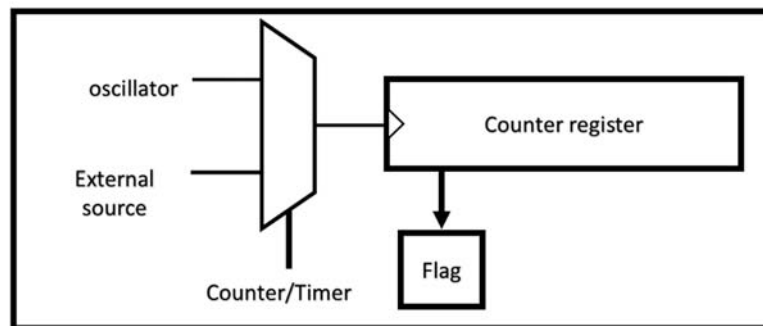 oscillator
Counter register
External
source
Flag
Counter/Timer